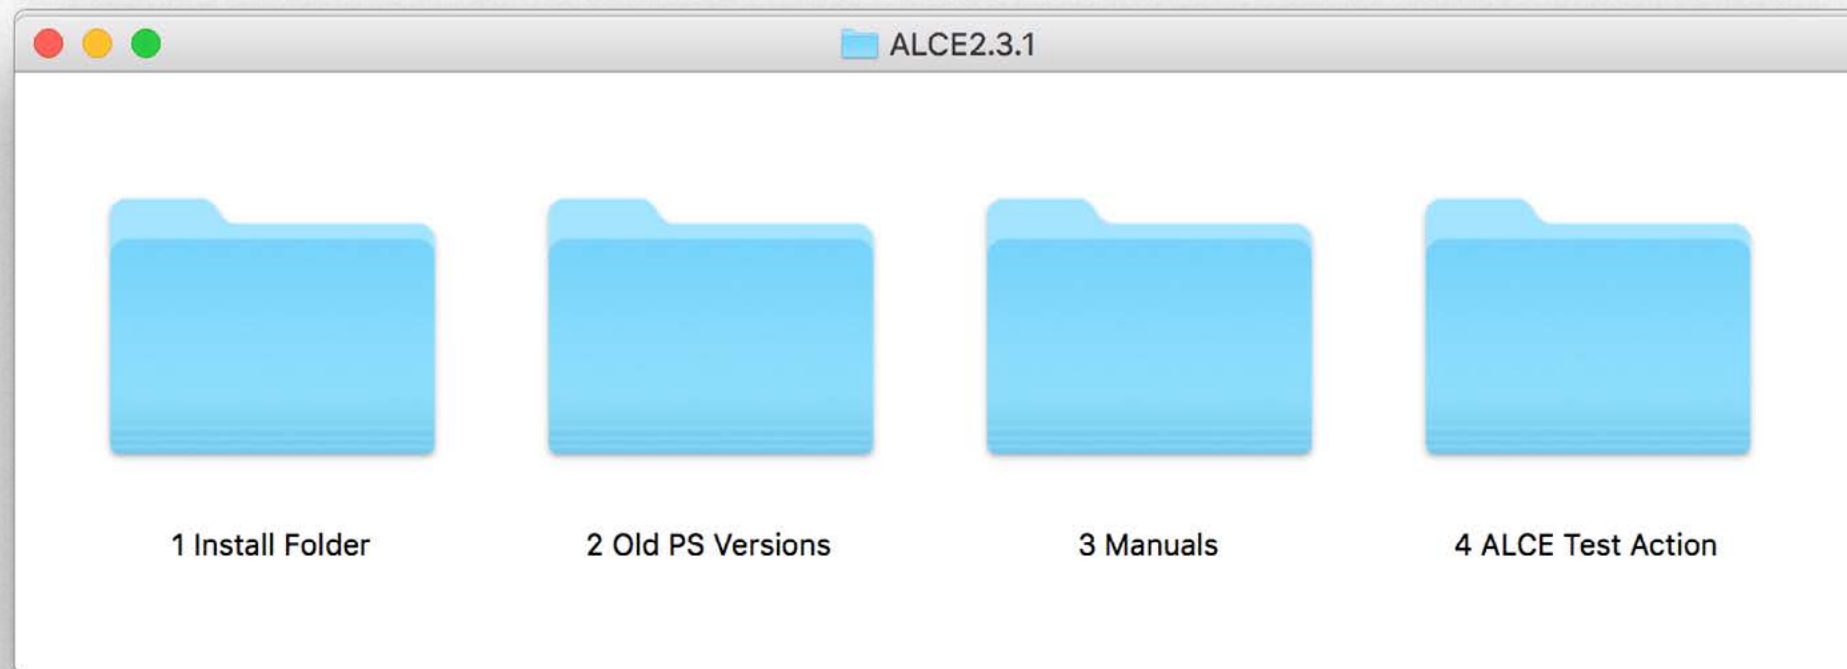 ALCE2.3.1
1 Install Folder
2 Old PS Versions
3 Manuals
4 ALCE Test Action